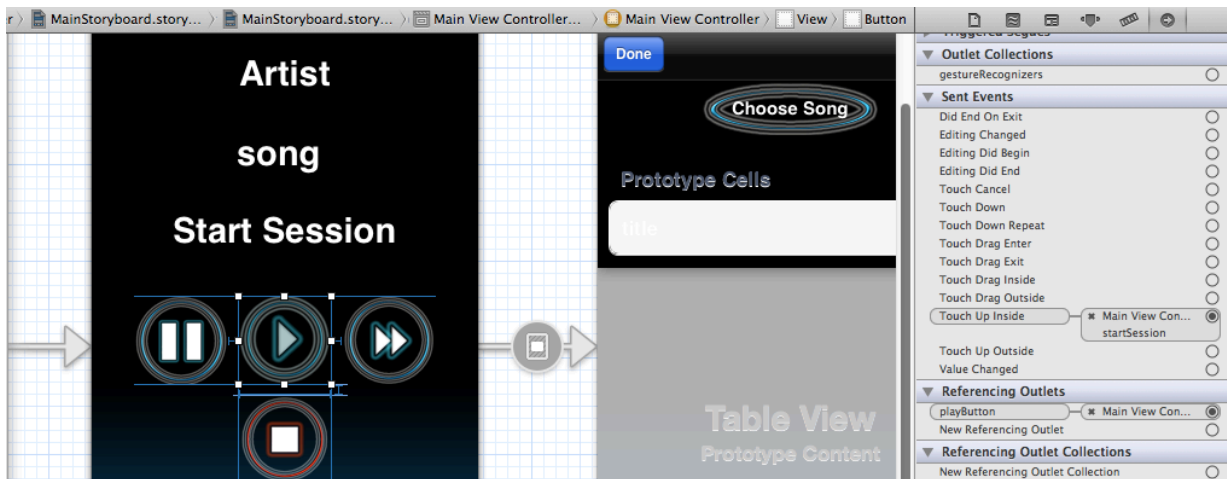 r
MainStoryboard.story...
MainStoryboard.story...
Main View Controller...
Main View Controller
View
Button
Artist
song
Start Session
Done
Choose Song
Prototype Cells
title
Table View
Prototype Content
Triggered Segues
Outlet Collections
gestureRecognizers
Sent Events
Did End On Exit
Editing Changed
Editing Did Begin
Editing Did End
Touch Cancel
Touch Down
Touch Down Repeat
Touch Drag Enter
Touch Drag Exit
Touch Drag Inside
Touch Drag Outside
Touch Up Inside
Main View Con...
startSession
Touch Up Outside
Value Changed
Referencing Outlets
playButton
Main View Con...
New Referencing Outlet
Referencing Outlet Collections
New Referencing Outlet Collection